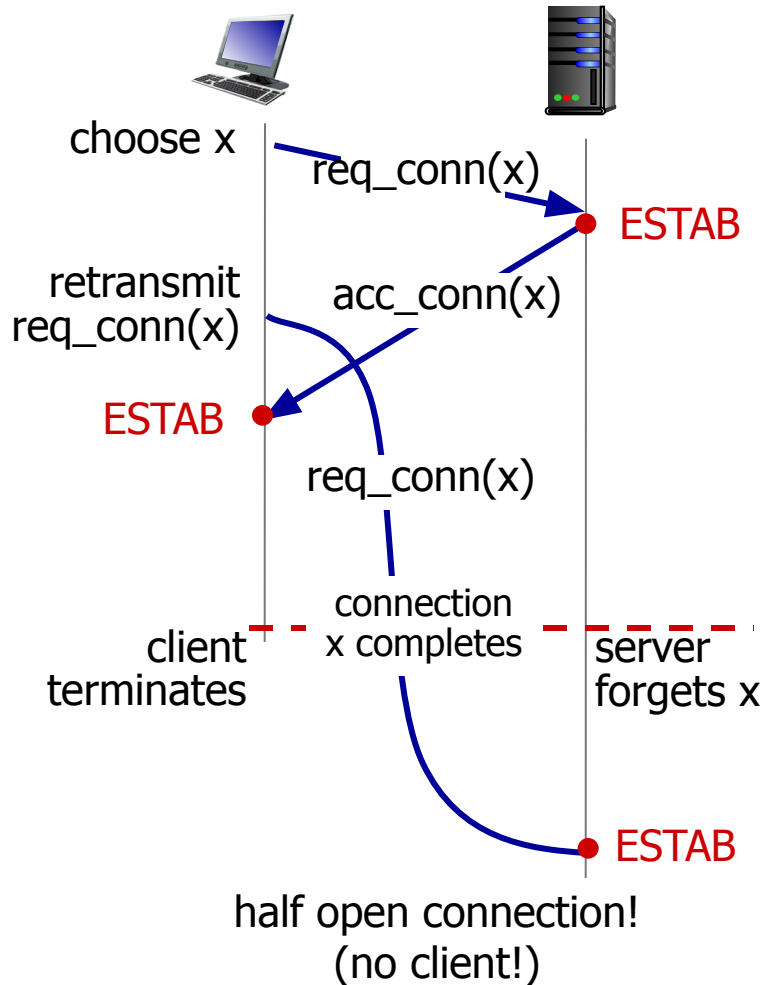 choose x
req_conn(x)
ESTAB
retransmit
req_conn(x)
acc_conn(x)
ESTAB
req_conn(x)
connection
x completes
client
terminates
server
forgets x
ESTAB
half open connection!
(no client!)